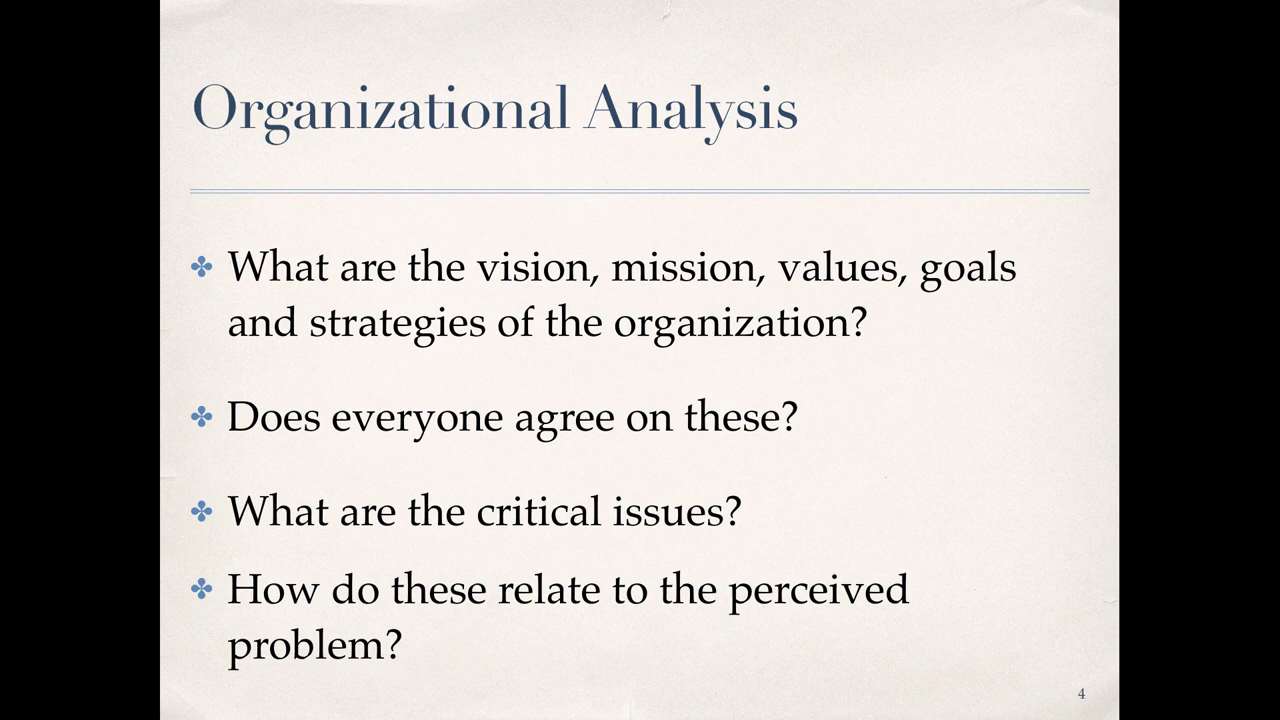 Organizational Analysis
✤ What are the vision, mission, values, goals
and strategies of the organization?
✤ Does everyone agree on these?
✤ What are the critical issues?
✤ How do these relate to the perceived
problem?
4